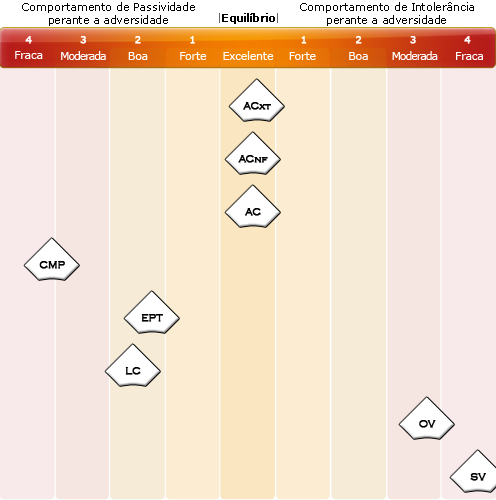 Comportamento de Passividade
perante a adversidade
|Equilíbrio|
Comportamento de Intolerância
perante a adversidade
4 3 2 1 1 2 3 4
Fraca Moderada Boa Forte Excelente Forte Boa Moderada Fraca
ACXT
ACNF
AC
CMP
EPT
LC
OV
SV